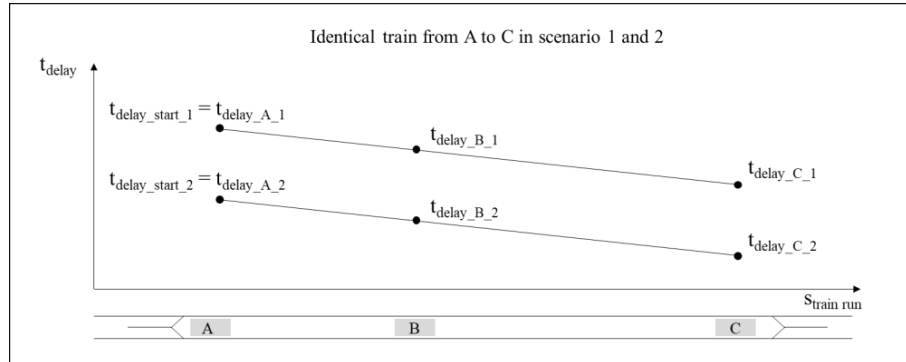 Identical train from A to C in scenario 1 and 2
t_delay
t_delay_start_1 = t_delay_A_1
t_delay_B_1
t_delay_C_1
t_delay_start_2 = t_delay_A_2
t_delay_B_2
t_delay_C_2
s_train run
A B C